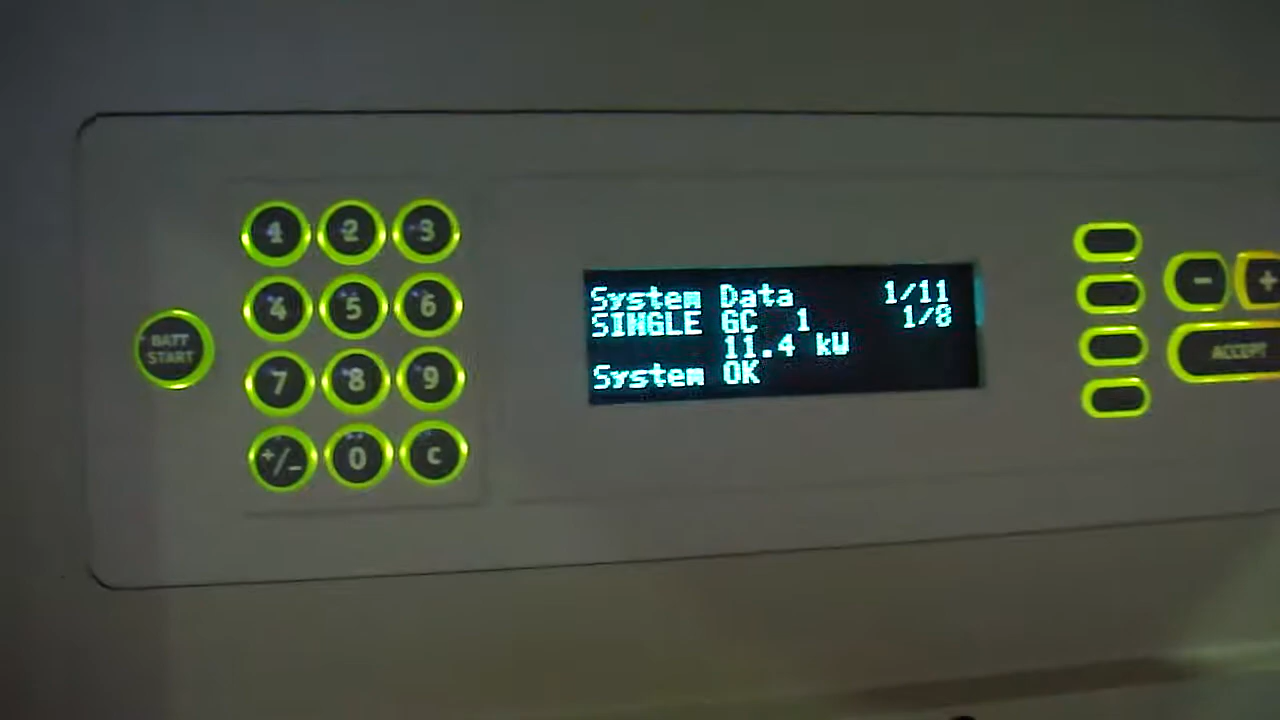 1 2 3
4 5 6
7 8 9
+/- 0 C
BATT
START
System Data 1/11
SINGLE GC 1 1/8
11.4 kW
System OK
- +
ACCEPT